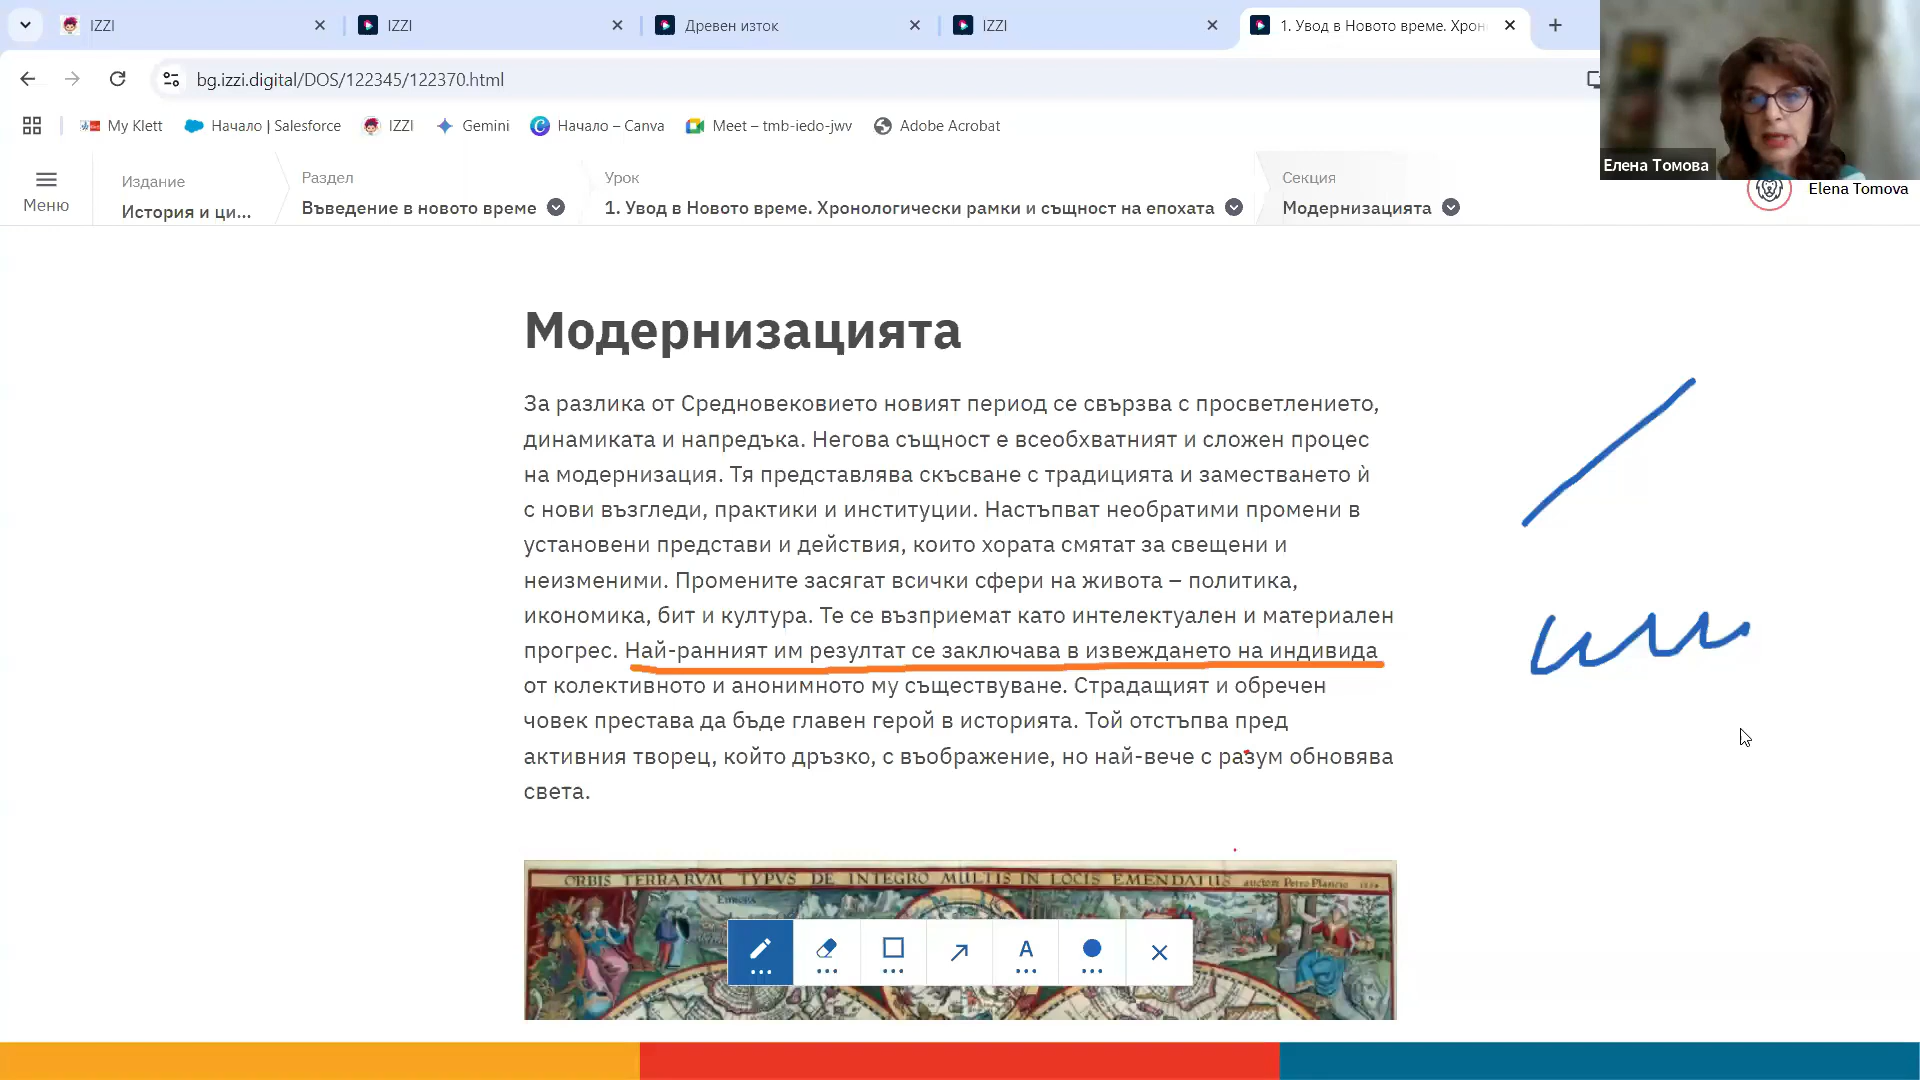 IZZI
IZZI
Древен изток
IZZI
1. Увод в Новото време. Хрон
bg.izzi.digital/DOS/122345/122370.html
My Klett
Начало | Salesforce
IZZI
Gemini
Начало – Canva
Meet – tmb-iedo-jwv
Adobe Acrobat
Елена Томова
Меню
Издание
История и ци...
Раздел
Въведение в новото време
Урок
1. Увод в Новото време. Хронологически рамки и същност на епохата
Секция
Модернизацията
Elena Tomova
Модернизацията
За разлика от Средновековието новият период се свързва с просветлението,
динамиката и напредъка. Негова същност е всеобхватният и сложен процес
на модернизация. Тя представлява скъсване с традицията и заместването ѝ
с нови възгледи, практики и институции. Настъпват необратими промени в
установени представи и действия, които хората смятат за свещени и
неизменими. Промените засягат всички сфери на живота – политика,
икономика, бит и култура. Те се възприемат като интелектуален и материален
прогрес. Най-ранният им резултат се заключава в извеждането на индивида
от колективното и анонимното му съществуване. Страдащият и обречен
човек престава да бъде главен герой в историята. Той отстъпва пред
активния творец, който дръзко, с въображение, но най-вече с разум обновява
света.
ORBIS TERRARVM TYPVS DE INTEGRO MULTIS IN LOCIS EMENDATUS auctore Petro Plancio
EUROPA
ASIA
A